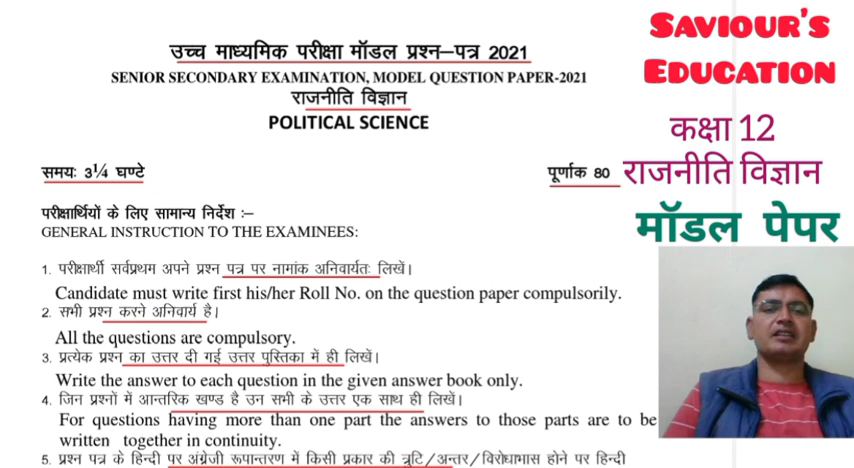 उच्च माध्यमिक परीक्षा मॉडल प्रश्न–पत्र 2021
SENIOR SECONDARY EXAMINATION, MODEL QUESTION PAPER-2021
राजनीति विज्ञान
POLITICAL SCIENCE
समयः 3¼ घण्टे
पूर्णाक 80
परीक्षार्थियों के लिए सामान्य निर्देश :–
GENERAL INSTRUCTION TO THE EXAMINEES:
1. परीक्षार्थी सर्वप्रथम अपने प्रश्न पत्र पर नामांक अनिवार्यतः लिखें।
Candidate must write first his/her Roll No. on the question paper compulsorily.
2. सभी प्रश्न करने अनिवार्य है।
All the questions are compulsory.
3. प्रत्येक प्रश्न का उत्तर दी गई उत्तर पुस्तिका में ही लिखें।
Write the answer to each question in the given answer book only.
4. जिन प्रश्नों में आन्तरिक खण्ड है उन सभी के उत्तर एक साथ ही लिखें।
For questions having more than one part the answers to those parts are to be
written together in continuity.
5. प्रश्न पत्र के हिन्दी पर अंग्रेजी रूपान्तरण में किसी प्रकार की त्रुटि/अन्तर/विरोधाभास होने पर हिन्दी
SAVIOUR'S
EDUCATION
कक्षा 12
राजनीति विज्ञान
मॉडल पेपर